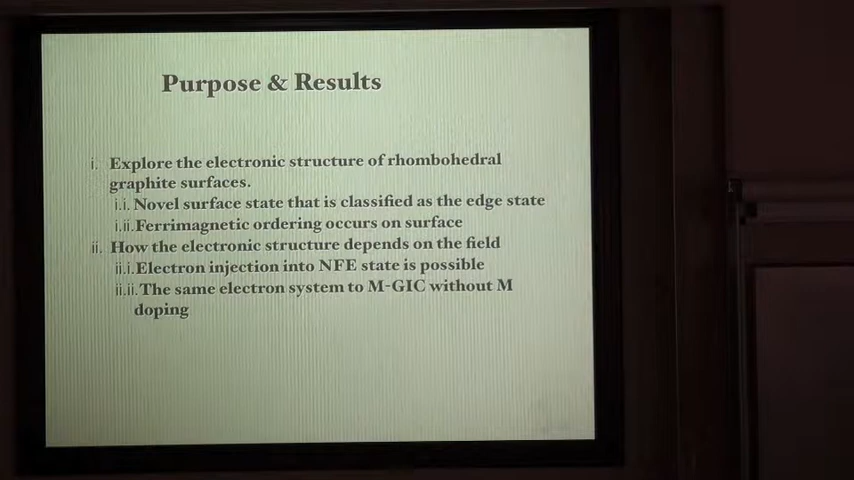 Purpose & Results
i. Explore the electronic structure of rhombohedral
graphite surfaces.
i.i. Novel surface state that is classified as the edge state
i.ii. Ferrimagnetic ordering occurs on surface
ii. How the electronic structure depends on the field
ii.i. Electron injection into NFE state is possible
ii.ii. The same electron system to M-GIC without M
doping